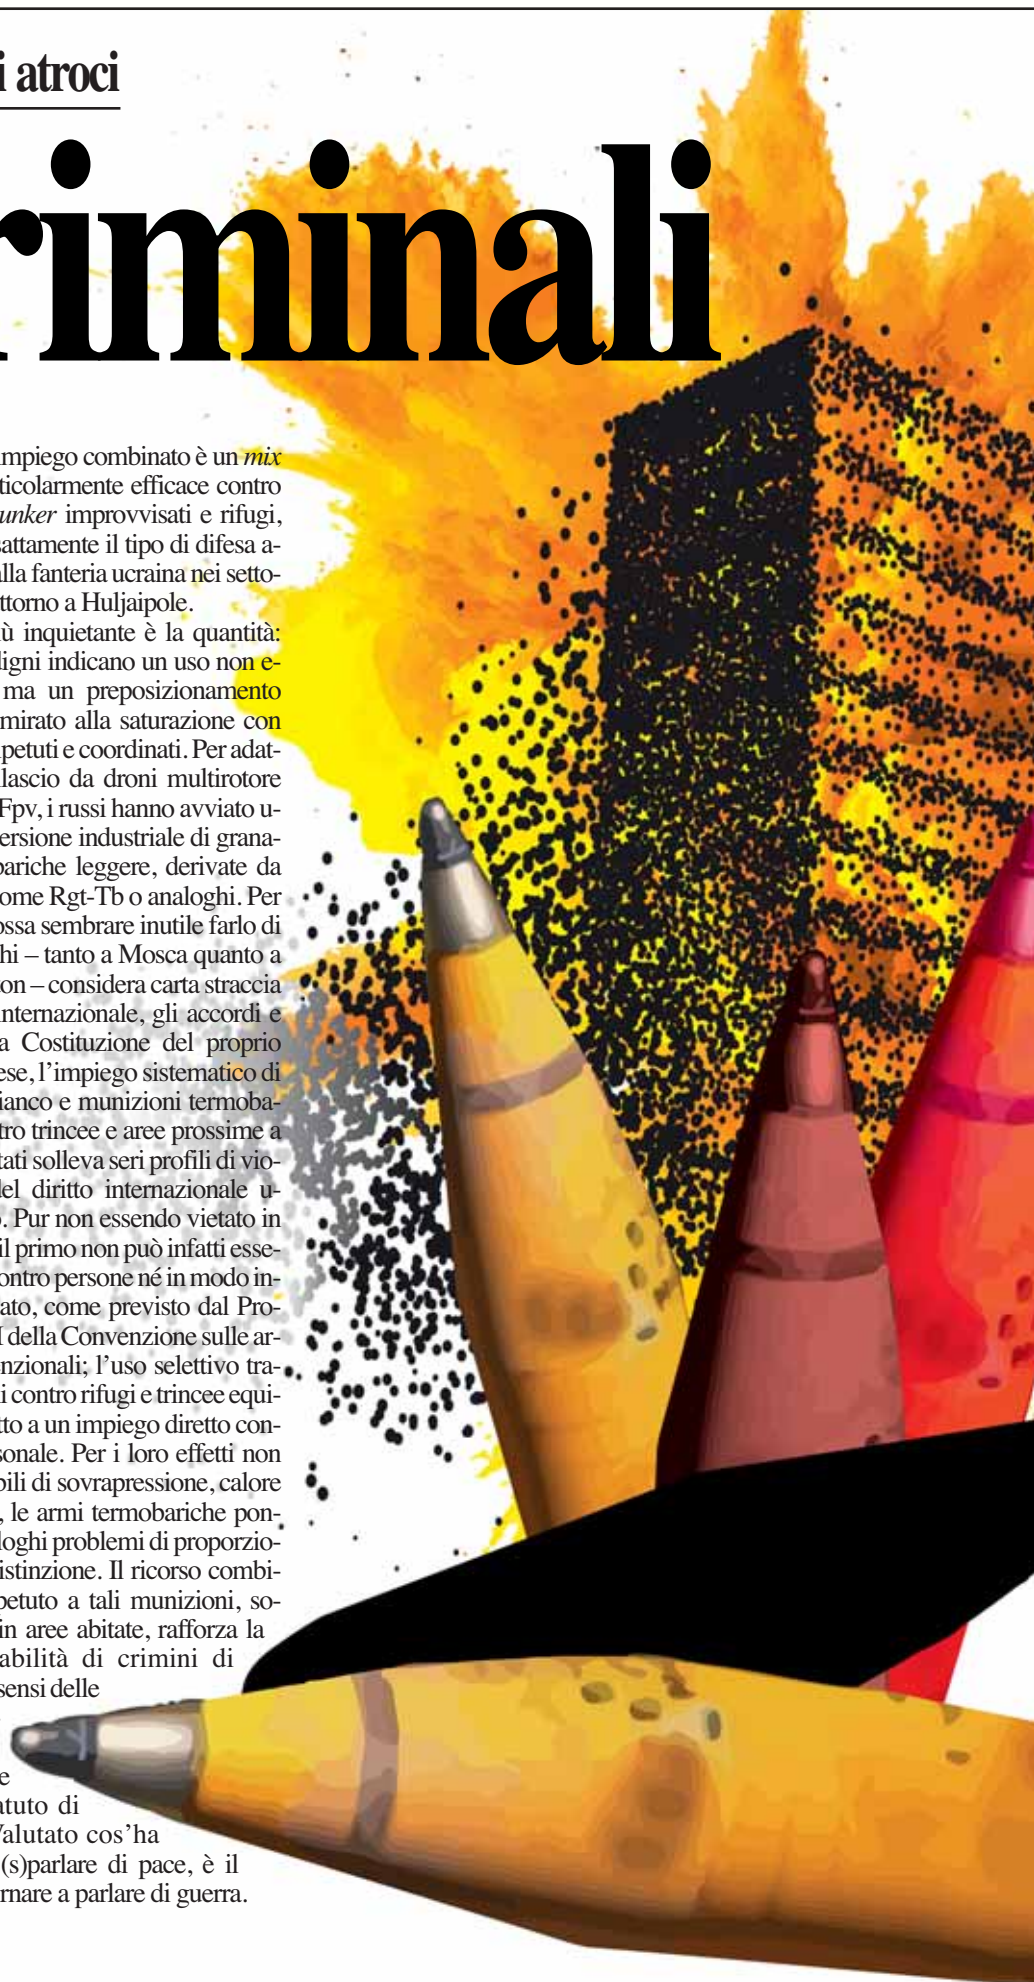 i atroci
riminali
impiego combinato è un mix
ticolarmente efficace contro
unker improvvisati e rifugi,
sattamente il tipo di difesa a-
alla fanteria ucraina nei setto-
ttorno a Huljaipole.
ù inquietante è la quantità:
digni indicano un uso non e-
ma un preposizionamento
mirato alla saturazione con
petuti e coordinati. Per adat-
lascio da droni multirotore
Fpv, i russi hanno avviato u-
ersione industriale di grana-
bariche leggere, derivate da
ome Rgt-Tb o analoghi. Per
ossa sembrare inutile farlo di
hi – tanto a Mosca quanto a
on – considera carta straccia
internazionale, gli accordi e
a Costituzione del proprio
ese, l'impiego sistematico di
ianco e munizioni termoba-
tro trincee e aree prossime a
tati solleva seri profili di vio-
del diritto internazionale u-
o. Pur non essendo vietato in
il primo non può infatti esse-
ontro persone né in modo in-
ato, come previsto dal Pro-
I della Convenzione sulle ar-
nzionali; l'uso selettivo tra-
i contro rifugi e trincee equi-
tto a un impiego diretto con-
sonale. Per i loro effetti non
bili di sovrapressione, calore
, le armi termobariche pon-
loghi problemi di proporzio-
istinzione. Il ricorso combi-
petuto a tali munizioni, so-
in aree abitate, rafforza la
abilità di crimini di
sensi delle
e
atuto di
Valutato cos'ha
(s)parlare di pace, è il
rnare a parlare di guerra.